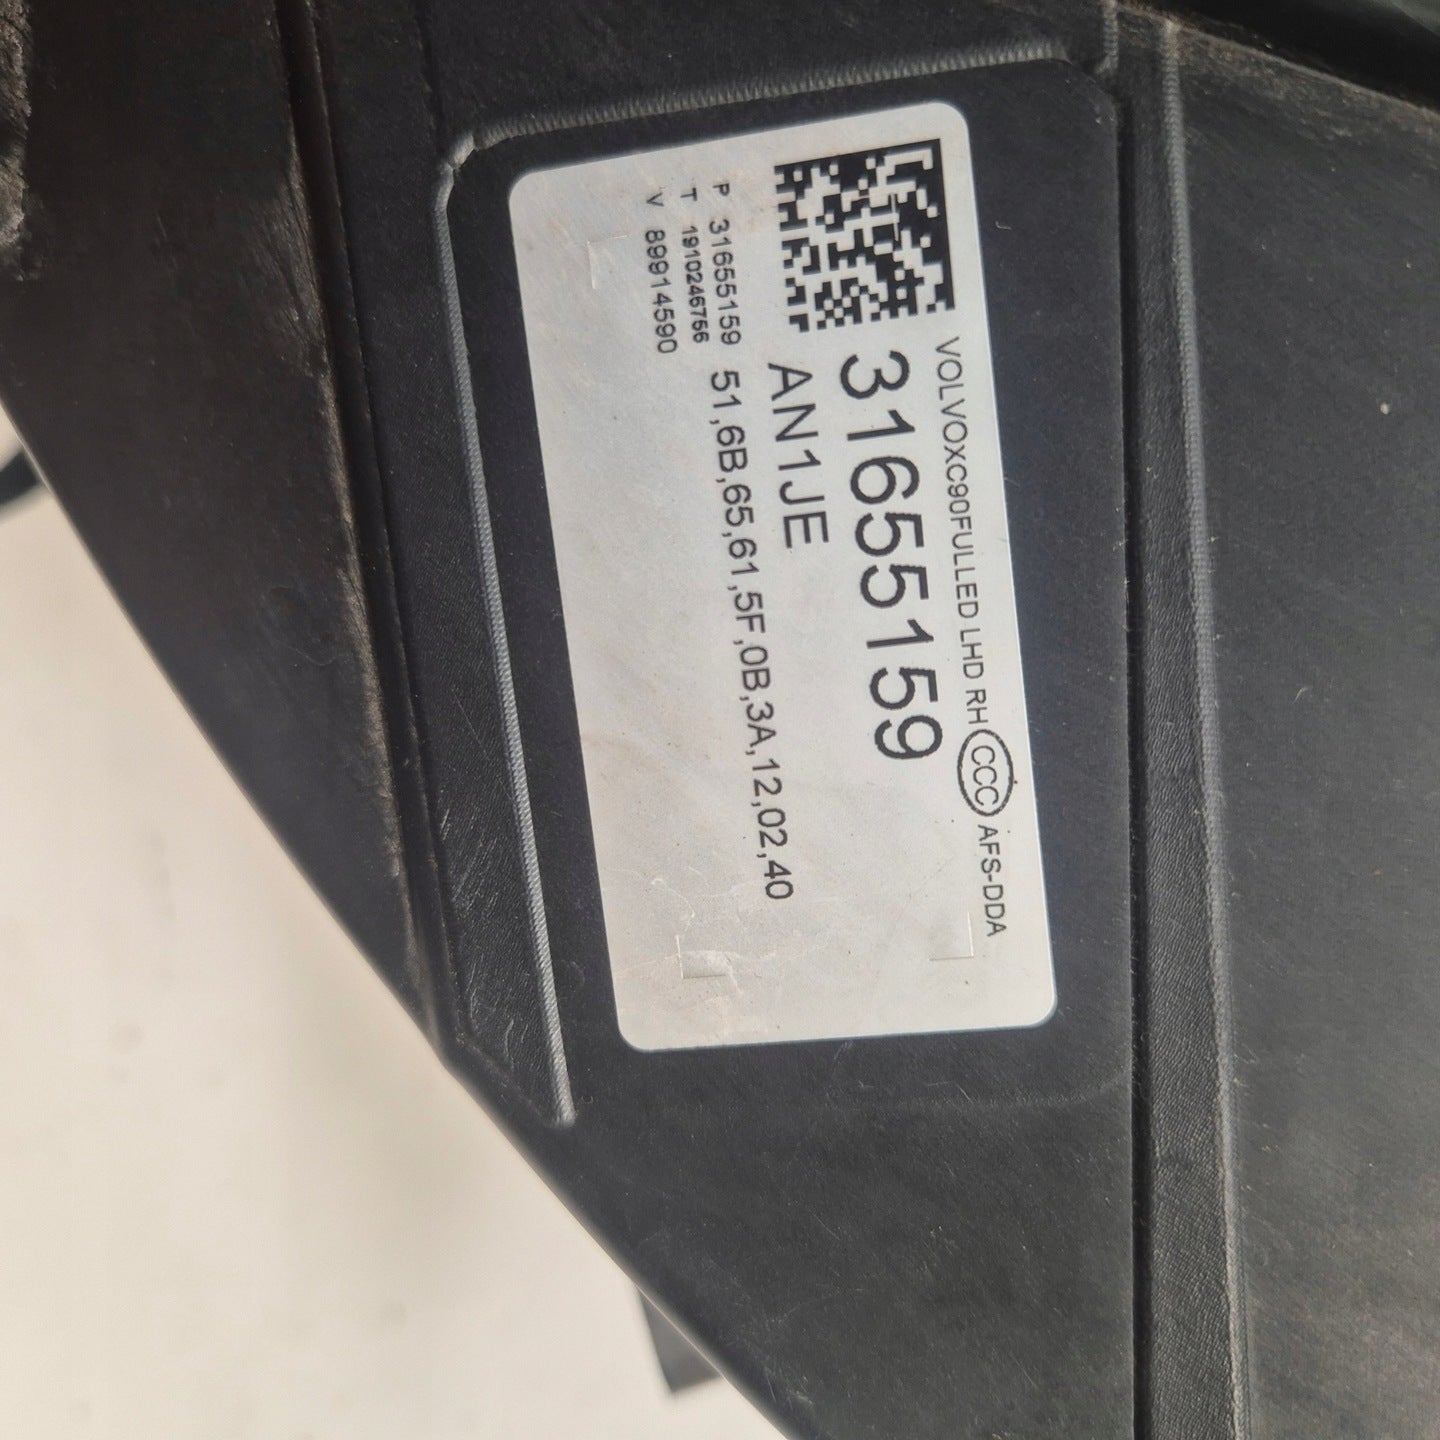 VOLVOXC90FULLED LHD RH CCC AFS-DDA
31655159
AN1JE
P 31655159 51,6B,65,61,5F,0B,3A,12,02,40
T 1910246756
V 89914590